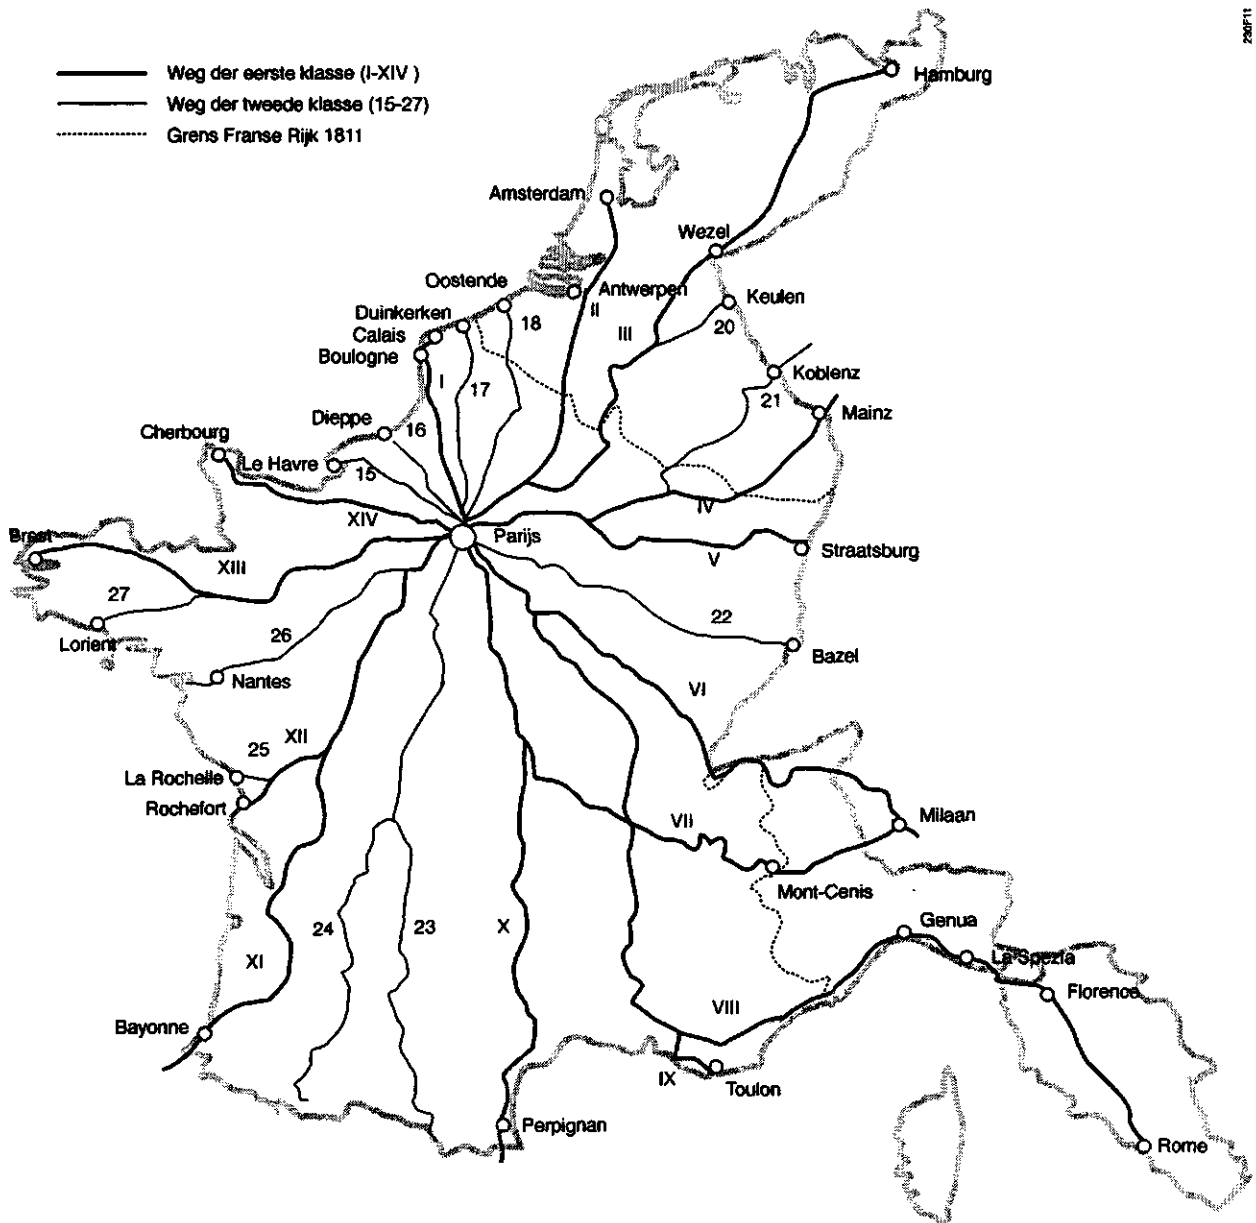 230F11
Weg der eerste klasse (I-XIV )
Weg der tweede klasse (15-27)
Grens Franse Rijk 1811
Hamburg
Amsterdam
Wezel
Oostende
Antwerpen
Keulen
Duinkerken
18
II
20
Calais
III
Boulogne
I
17
Koblenz
21
Mainz
Dieppe
16
Cherbourg
Le Havre
15
IV
XIV
Parijs
Brest
Straatsburg
V
XIII
27
22
Lorient
26
Bazel
Nantes
VI
XII
25
La Rochelle
Rochefort
Milaan
VII
Mont-Cenis
24
23
X
Genua
XI
La Spezia
Florence
VIII
Bayonne
IX
Toulon
Perpignan
Rome